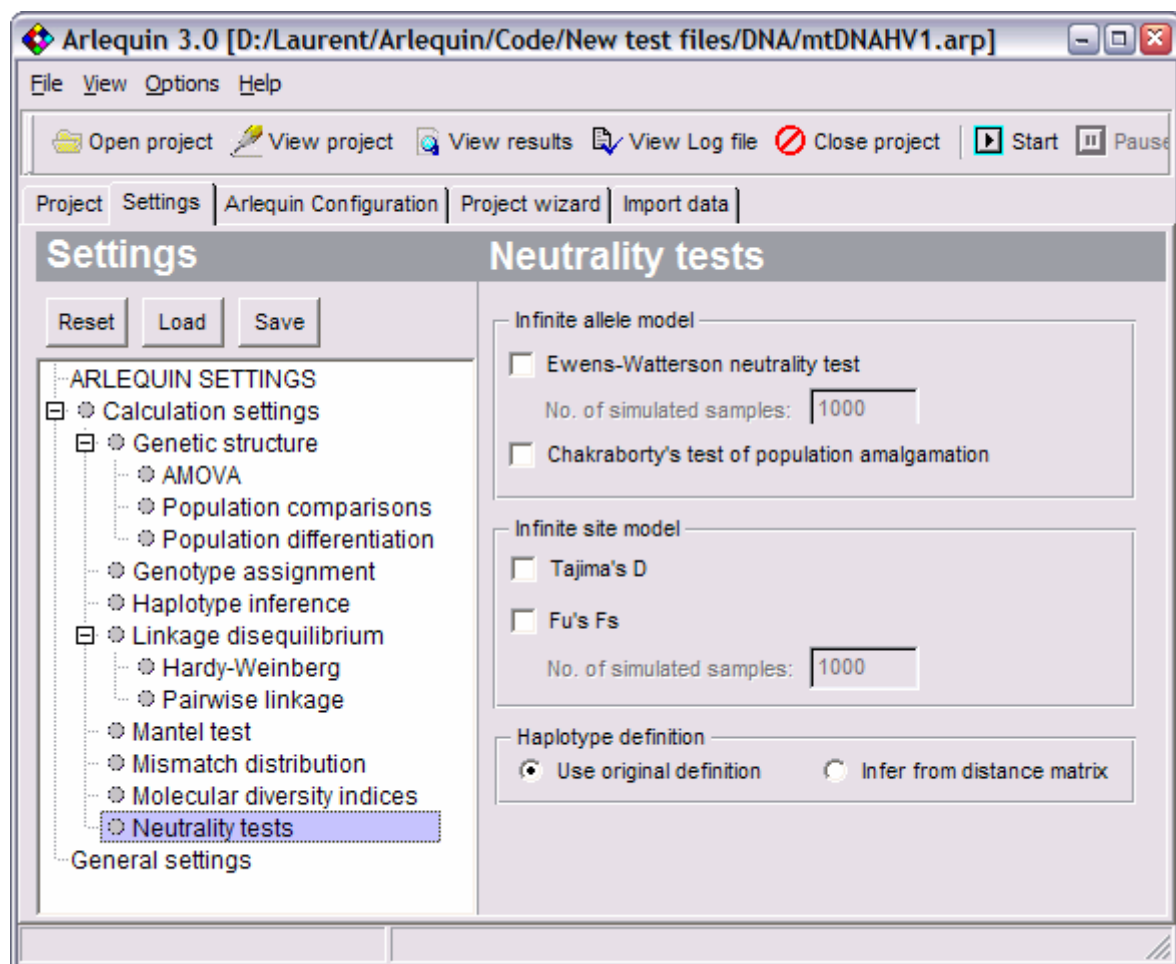 Arlequin 3.0 [D:/Laurent/Arlequin/Code/New test files/DNA/mtDNAHV1.arp]
File View Options Help
Open project View project View results View Log file Close project Start Pause
Project Settings Arlequin Configuration Project wizard Import data
Settings
Reset Load Save
ARLEQUIN SETTINGS
Calculation settings
Genetic structure
AMOVA
Population comparisons
Population differentiation
Genotype assignment
Haplotype inference
Linkage disequilibrium
Hardy-Weinberg
Pairwise linkage
Mantel test
Mismatch distribution
Molecular diversity indices
Neutrality tests
General settings
Neutrality tests
Infinite allele model
Ewens-Watterson neutrality test
No. of simulated samples: 1000
Chakraborty's test of population amalgamation
Infinite site model
Tajima's D
Fu's Fs
No. of simulated samples: 1000
Haplotype definition
Use original definition Infer from distance matrix